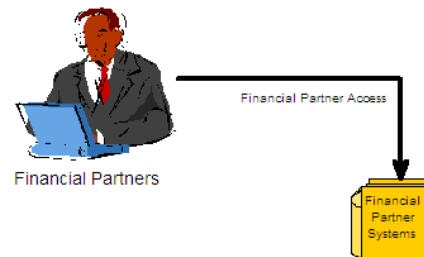 Financial Partner Access
Financial Partners
Financial
Partner
Systems